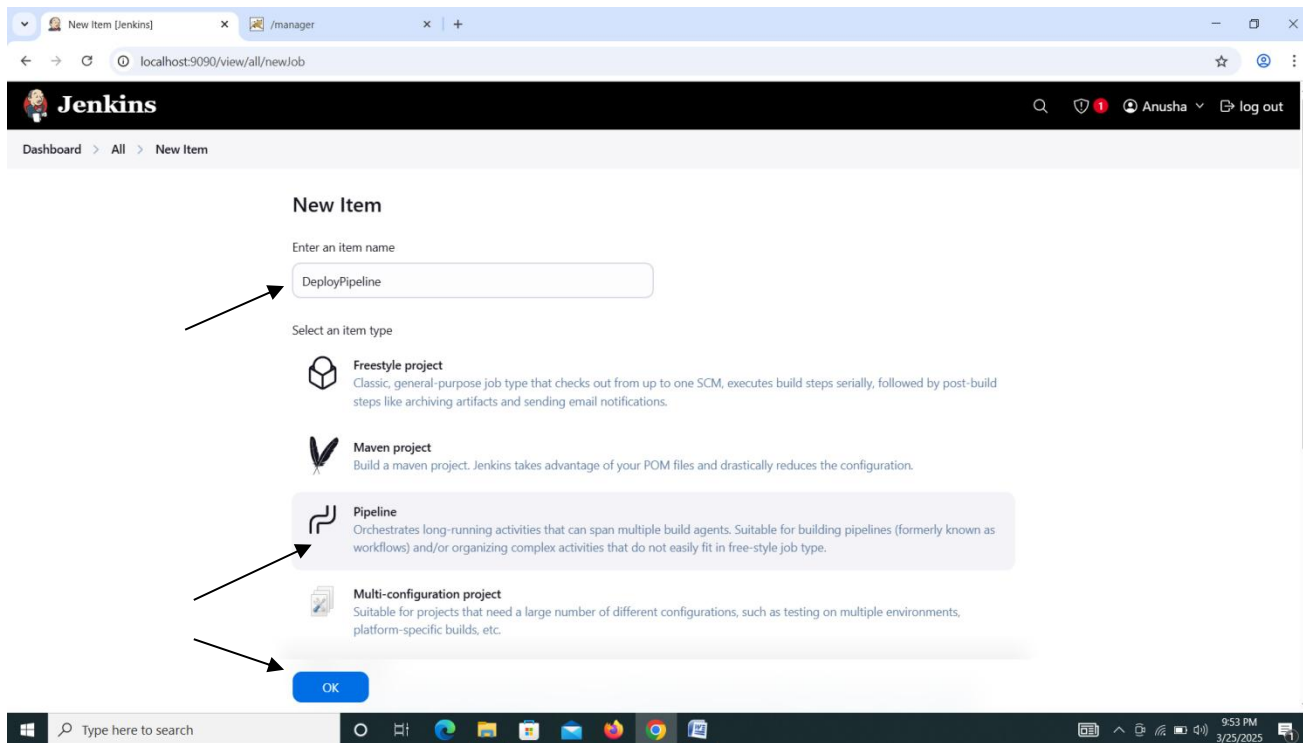 New Item [Jenkins]
/manager
localhost:9090/view/all/newJob
Jenkins
1
Anusha
log out
Dashboard > All > New Item
New Item
Enter an item name
DeployPipeline
Select an item type
Freestyle project
Classic, general-purpose job type that checks out from up to one SCM, executes build steps serially, followed by post-build
steps like archiving artifacts and sending email notifications.
Maven project
Build a maven project. Jenkins takes advantage of your POM files and drastically reduces the configuration.
Pipeline
Orchestrates long-running activities that can span multiple build agents. Suitable for building pipelines (formerly known as
workflows) and/or organizing complex activities that do not easily fit in free-style job type.
Multi-configuration project
Suitable for projects that need a large number of different configurations, such as testing on multiple environments,
platform-specific builds, etc.
OK
Type here to search
9:53 PM
3/25/2025
1